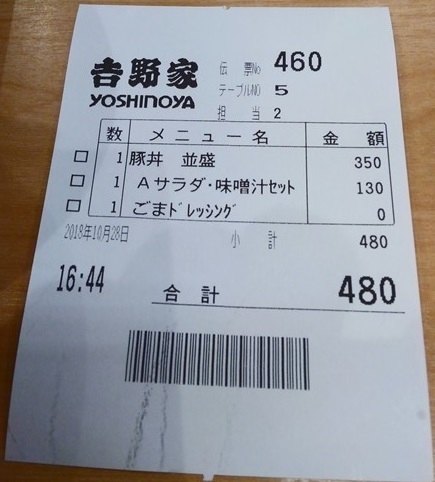 吉野家
YOSHINOYA
伝票No 460
テーブルNO 5
担当 2
数 メニュー名 金額
1 豚丼 並盛 350
1 Aサラダ・味噌汁セット 130
1 ごまドレッシング 0
2018年10月28日 小計 480
16:44 合計 480